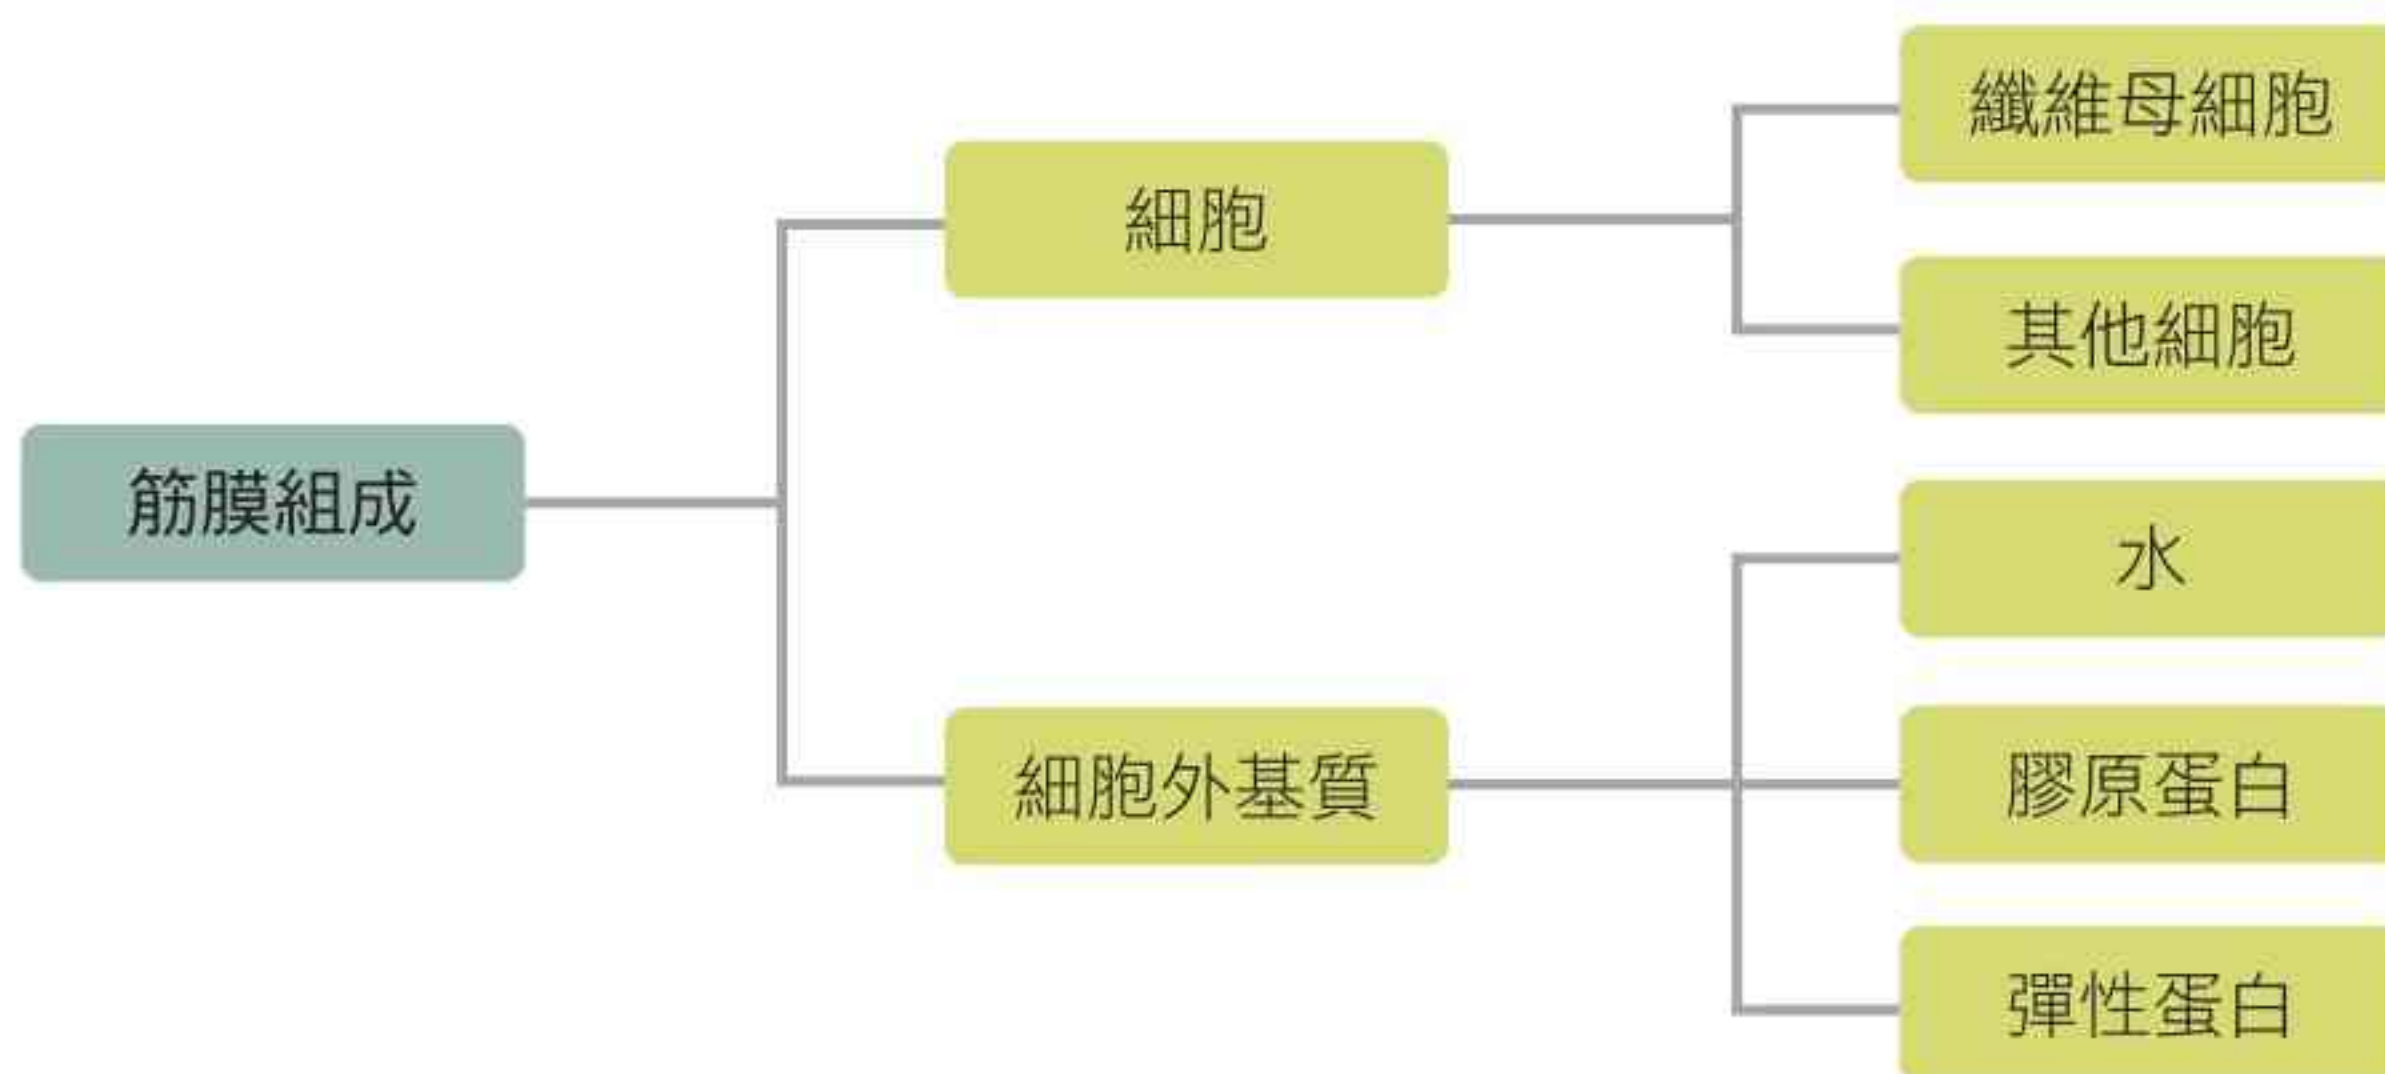 筋膜組成
細胞
纖維母細胞
其他細胞
細胞外基質
水
膠原蛋白
彈性蛋白